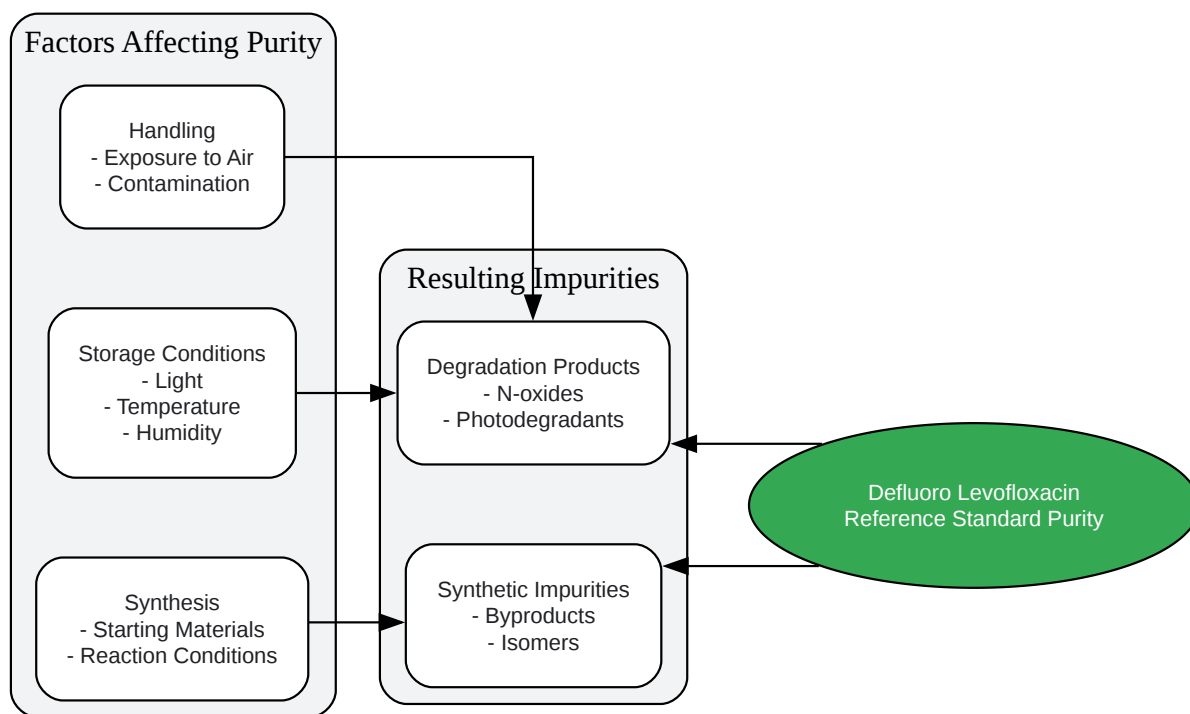 Factors Affecting Purity
Handling
- Exposure to Air
- Contamination
Storage Conditions
- Light
- Temperature
- Humidity
Synthesis
- Starting Materials
- Reaction Conditions
Resulting Impurities
Degradation Products
- N-oxides
- Photodegradants
Synthetic Impurities
- Byproducts
- Isomers
Defluoro Levofloxacin
Reference Standard Purity